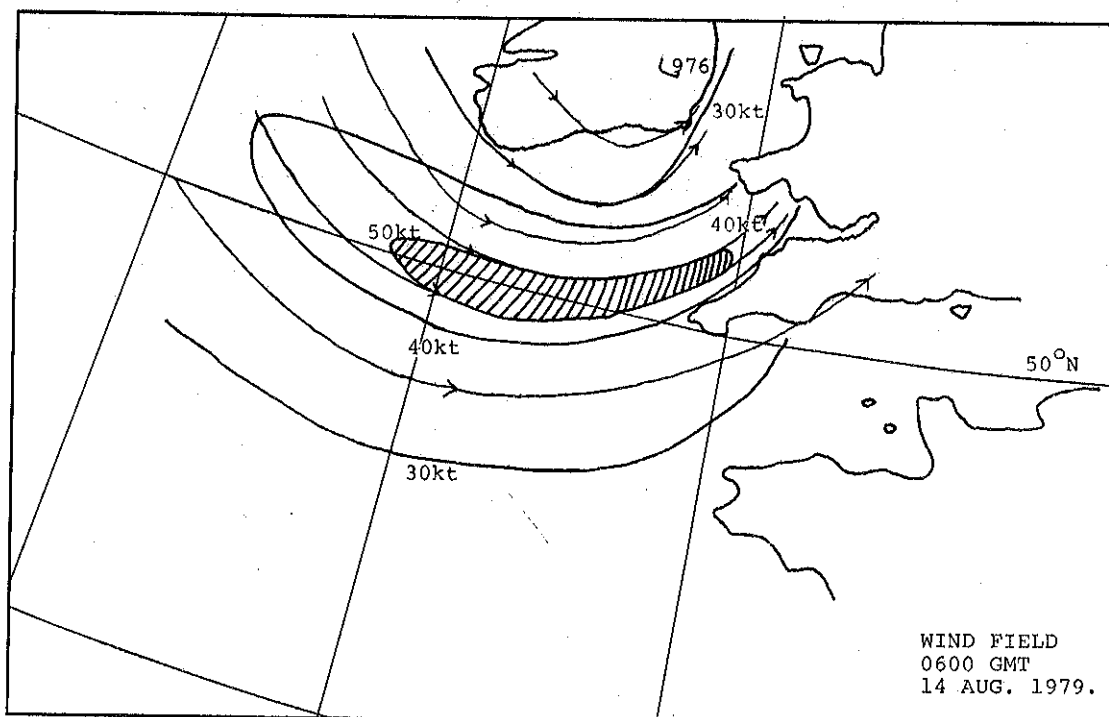 976
30kt
50kt
40kt
40kt
50°N
30kt
WIND FIELD
0600 GMT
14 AUG. 1979.